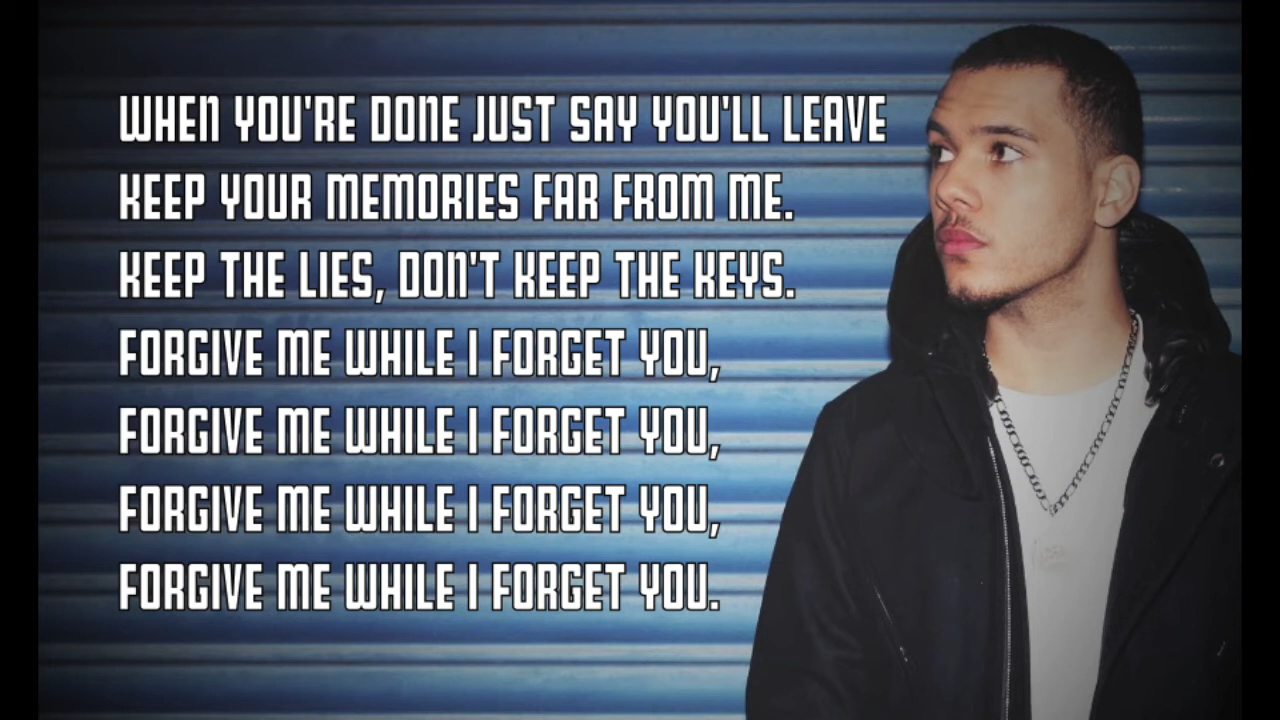 WHEN YOU'RE DONE JUST SAY YOU'LL LEAVE
KEEP YOUR MEMORIES FAR FROM ME.
KEEP THE LIES, DON'T KEEP THE KEYS.
FORGIVE ME WHILE I FORGET YOU,
FORGIVE ME WHILE I FORGET YOU,
FORGIVE ME WHILE I FORGET YOU,
FORGIVE ME WHILE I FORGET YOU.